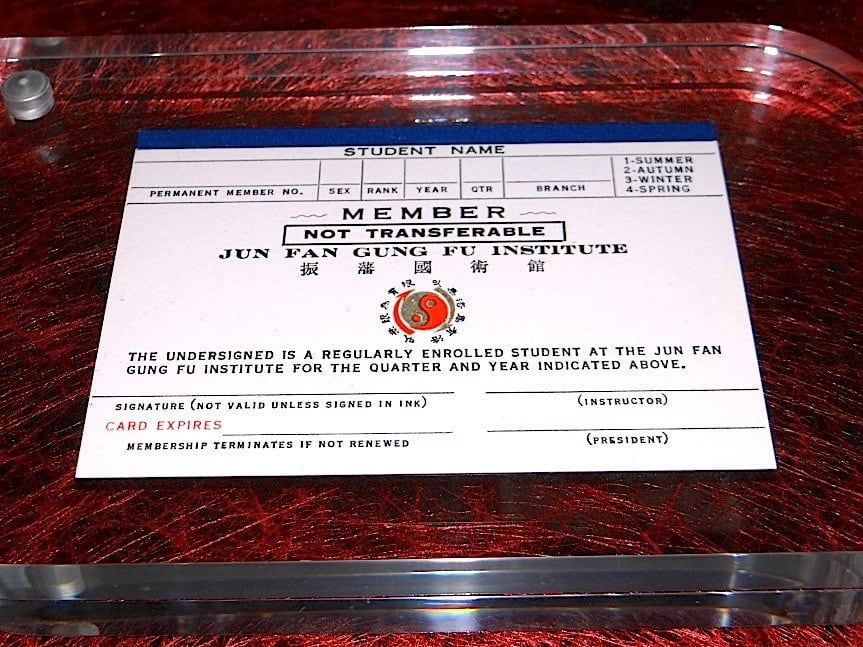 STUDENT NAME
PERMANENT MEMBER NO. SEX RANK YEAR QTR BRANCH
1-SUMMER
2-AUTUMN
3-WINTER
4-SPRING
MEMBER
NOT TRANSFERABLE
JUN FAN GUNG FU INSTITUTE
振藩國術館
THE UNDERSIGNED IS A REGULARLY ENROLLED STUDENT AT THE JUN FAN
GUNG FU INSTITUTE FOR THE QUARTER AND YEAR INDICATED ABOVE.
SIGNATURE (NOT VALID UNLESS SIGNED IN INK)
(INSTRUCTOR)
CARD EXPIRES
MEMBERSHIP TERMINATES IF NOT RENEWED
(PRESIDENT)